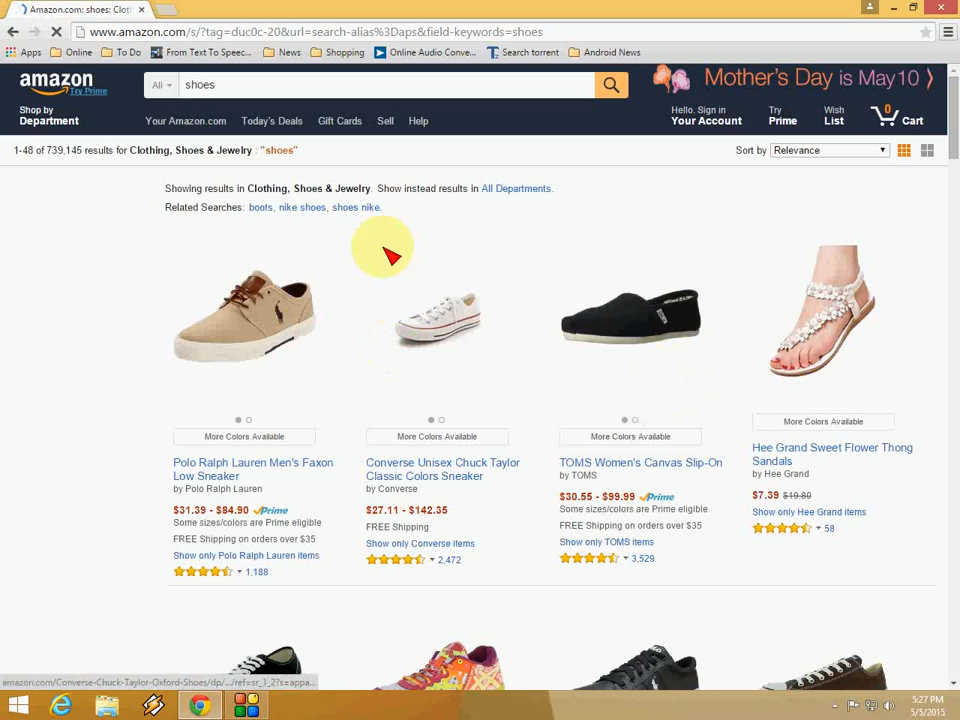 Amazon.com: shoes: Clot
www.amazon.com/s/?tag=duc0c-20&url=search-alias%3Daps&field-keywords=shoes
Apps Online To Do From Text To Speec... News Shopping Online Audio Conve... Search torrent Android News
amazon
Try Prime
All shoes
Mother's Day is May 10
Shop by
Department
Your Amazon.com Today's Deals Gift Cards Sell Help
Hello. Sign in
Your Account
Try
Prime
Wish
List
0
Cart
1-48 of 739,145 results for Clothing, Shoes & Jewelry : "shoes"
Sort by Relevance
Showing results in Clothing, Shoes & Jewelry. Show instead results in All Departments.
Related Searches: boots, nike shoes, shoes nike.
More Colors Available
Polo Ralph Lauren Men's Faxon
Low Sneaker
by Polo Ralph Lauren
$31.39 - $84.90 Prime
Some sizes/colors are Prime eligible
FREE Shipping on orders over $35
Show only Polo Ralph Lauren items
1,188
More Colors Available
Converse Unisex Chuck Taylor
Classic Colors Sneaker
by Converse
$27.11 - $142.35
FREE Shipping
Show only Converse items
2,472
More Colors Available
TOMS Women's Canvas Slip-On
by TOMS
$30.55 - $99.99 Prime
Some sizes/colors are Prime eligible
FREE Shipping on orders over $35
Show only TOMS items
3,529
More Colors Available
Hee Grand Sweet Flower Thong
Sandals
by Hee Grand
$7.39 $19.80
Show only Hee Grand items
58
amazon.com/Converse-Chuck-Taylor-Oxford-Shoes/dp/.../ref=sr_1_2?s=appa...
5:27 PM
5/5/2015